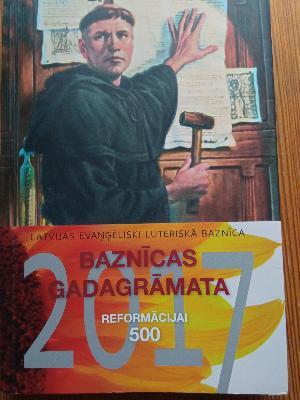 LATVIJAS EVAŅĢĒLISKI LUTERISKĀ BAZNĪCA
2017
BAZNĪCAS
GADAGRĀMATA
REFORMĀCIJAI
500